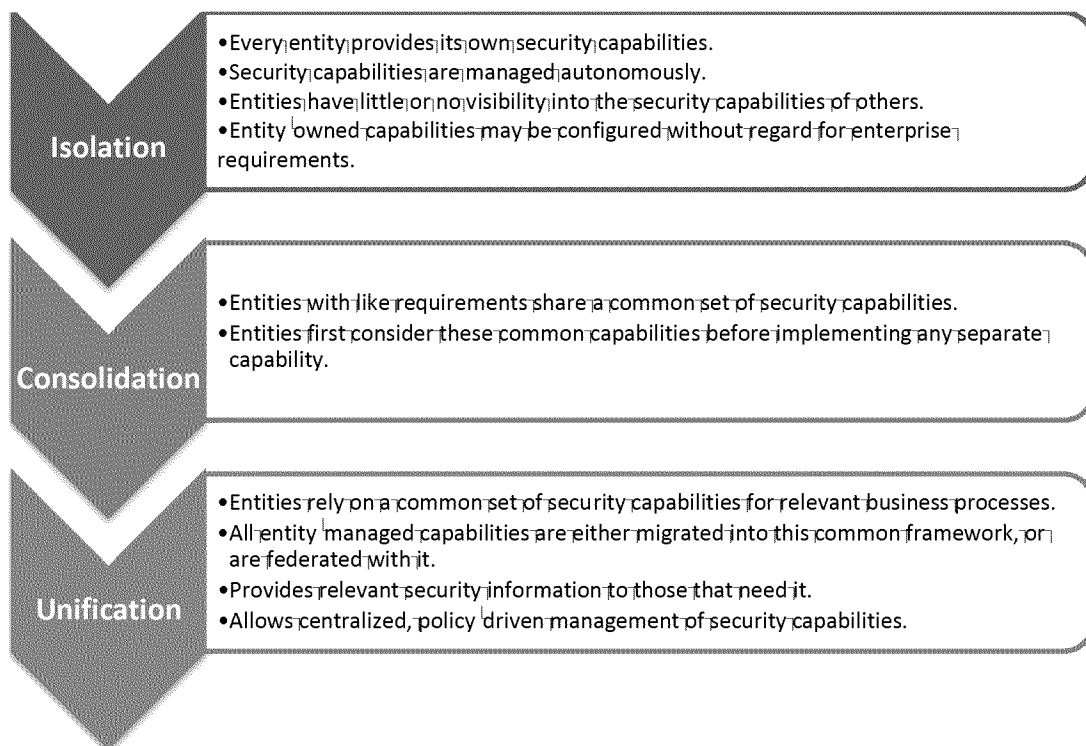 Isolation
•Every entity provides its own security capabilities.
•Security capabilities are managed autonomously.
•Entities have little or no visibility into the security capabilities of others.
•Entity owned capabilities may be configured without regard for enterprise
requirements.
Consolidation
•Entities with like requirements share a common set of security capabilities.
•Entities first consider these common capabilities before implementing any separate
capability.
Unification
•Entities rely on a common set of security capabilities for relevant business processes.
•All entity managed capabilities are either migrated into this common framework, or
are federated with it.
•Provides relevant security information to those that need it.
•Allows centralized, policy driven management of security capabilities.